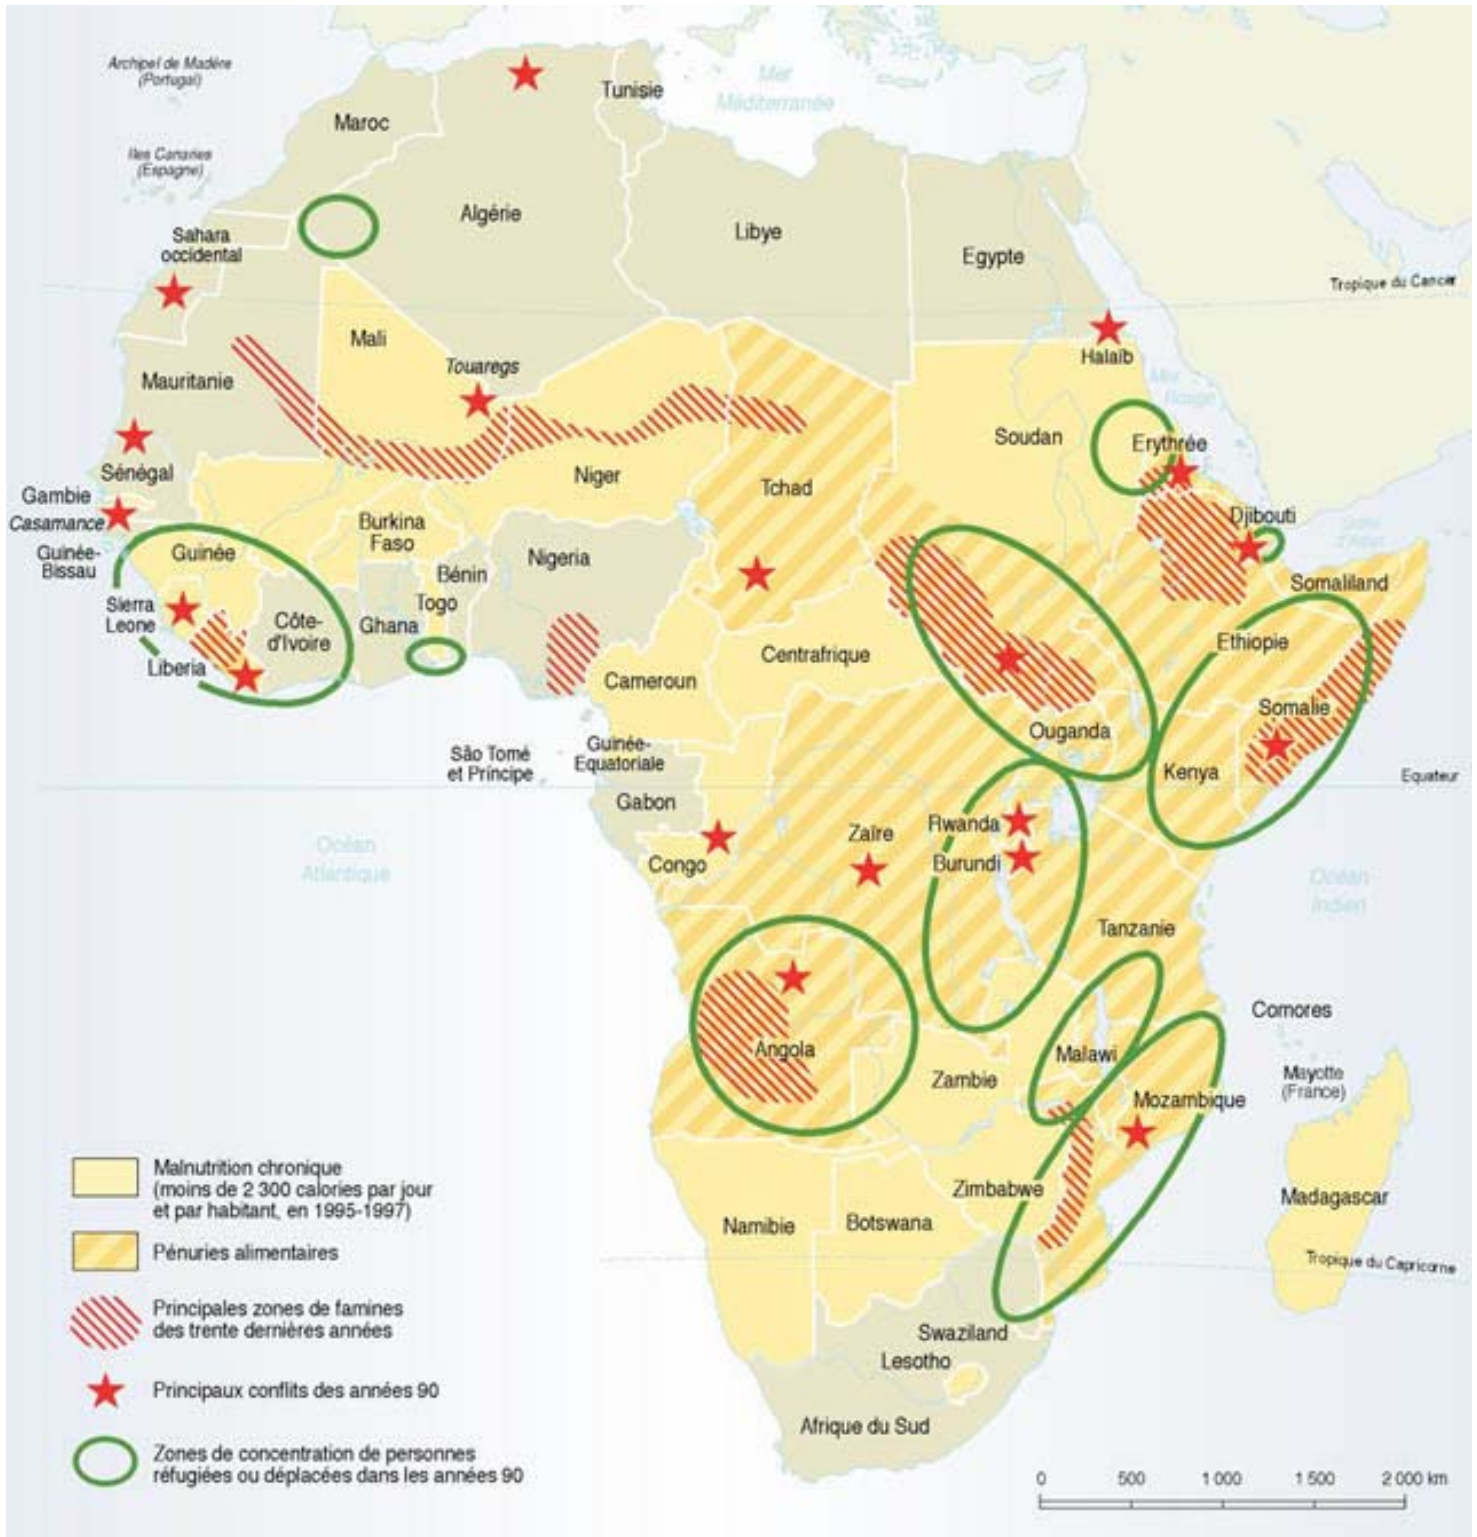 Archipel de Madère
(Portugal)
Mer
Méditerranée
Tunisie
Maroc
Iles Canaries
(Espagne)
Algérie
Libye
Egypte
Sahara
occidental
Tropique du Cancer
Mali
Touaregs
Mauritanie
Halaïb
Mer
Rouge
Soudan
Erythrée
Sénégal
Niger
Tchad
Gambie
Casamance
Djibouti
Burkina
Faso
Guinée-
Bissau
Guinée
Nigeria
Bénin
Somaliland
Togo
Sierra
Leone
Côte-
d'Ivoire
Ghana
Ethiopie
Centrafrique
Liberia
Cameroun
Somalie
Ouganda
São Tomé
et Príncipe
Guinée-
Equatoriale
Kenya
Equateur
Gabon
Rwanda
Zaïre
Océan
Atlantique
Congo
Burundi
Océan
Indien
Tanzanie
Comores
Angola
Malawi
Zambie
Mayotte
(France)
Mozambique
Malnutrition chronique
(moins de 2 300 calories par jour
et par habitant, en 1995-1997)
Zimbabwe
Madagascar
Namibie
Botswana
Pénuries alimentaires
Tropique du Capricorne
Principales zones de famines
des trente dernières années
Swaziland
Lesotho
Principaux conflits des années 90
Afrique du Sud
Zones de concentration de personnes
réfugiées ou déplacées dans les années 90
0 500 1 000 1 500 2 000 km